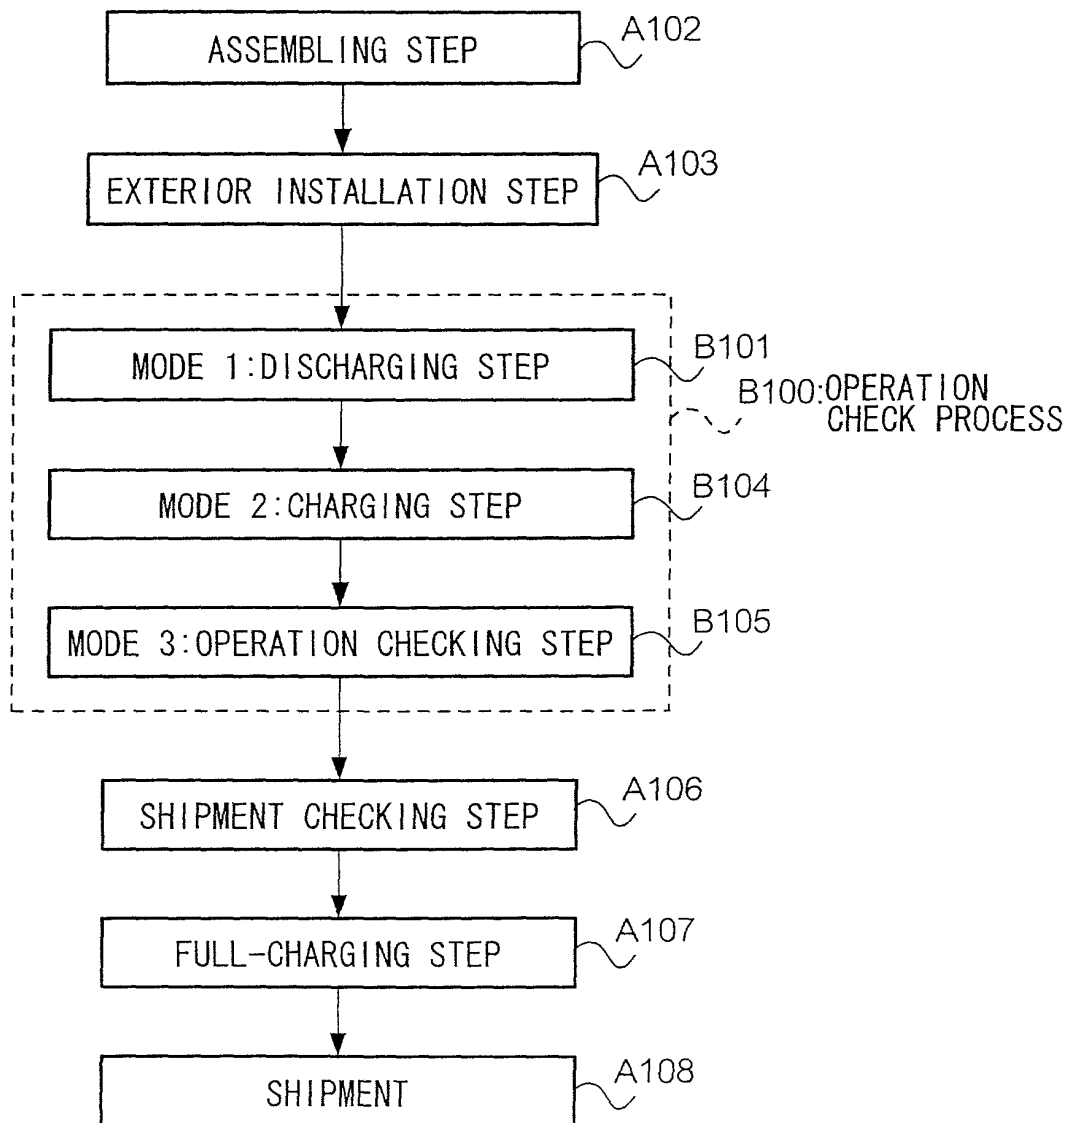 ASSEMBLING STEP
A102
EXTERIOR INSTALLATION STEP
A103
MODE 1:DISCHARGING STEP
B101
B100:OPERATION
CHECK PROCESS
MODE 2:CHARGING STEP
B104
MODE 3:OPERATION CHECKING STEP
B105
SHIPMENT CHECKING STEP
A106
FULL-CHARGING STEP
A107
SHIPMENT
A108